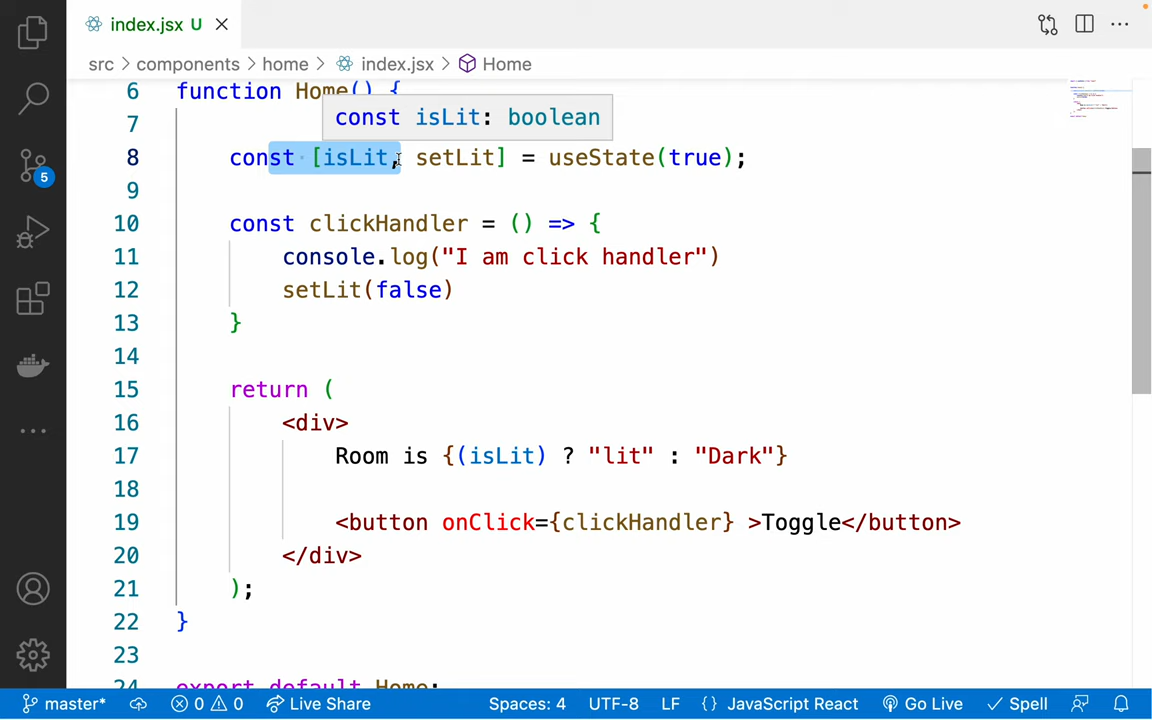 index.jsx U
src > components > home > index.jsx > Home
6 function Home() {
const isLit: boolean
7
8 const [isLit, setLit] = useState(true);
9
10 const clickHandler = () => {
11 console.log("I am click handler")
12 setLit(false)
13 }
14
15 return (
16 <div>
17 Room is {(isLit) ? "lit" : "Dark"}
18
19 <button onClick={clickHandler} >Toggle</button>
20 </div>
21 );
22 }
23
24 export default Home;
5
master* 0 0 Live Share Spaces: 4 UTF-8 LF {} JavaScript React Go Live Spell